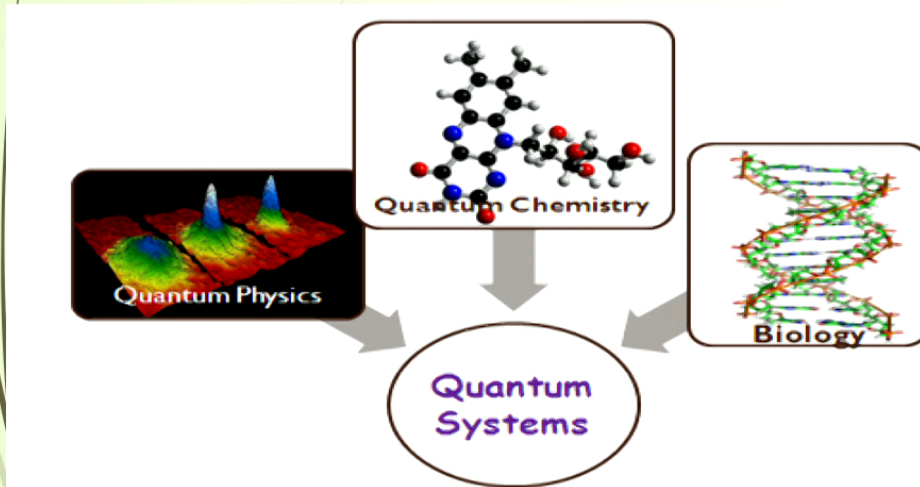 Quantum Chemistry
Quantum Physics
Biology
Quantum
Systems